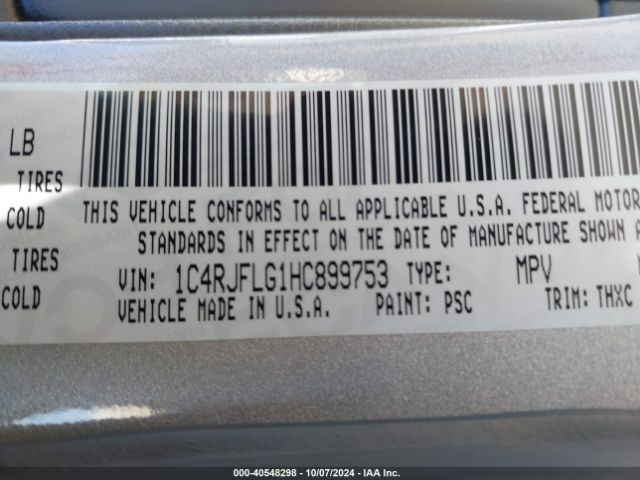 LB
TIRES
COLD
THIS VEHICLE CONFORMS TO ALL APPLICABLE U.S.A. FEDERAL MOTOR
STANDARDS IN EFFECT ON THE DATE OF MANUFACTURE SHOWN A
TIRES
COLD
VIN: 1C4RJFLG1HC899753 TYPE: MPV
VEHICLE MADE IN U.S.A. PAINT: PSC TRIM: THXC
000-40548298 - 10/07/2024 - IAA Inc.